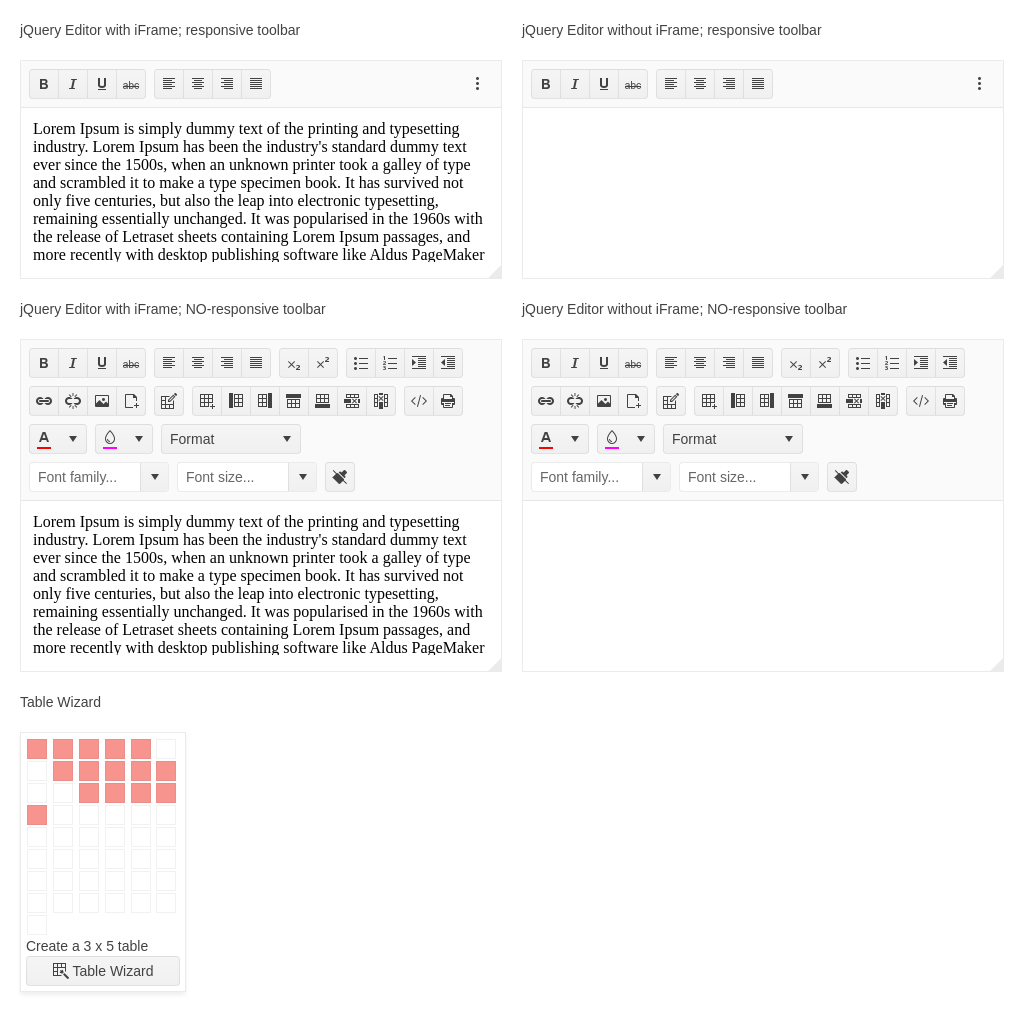 jQuery Editor with iFrame; responsive toolbar
jQuery Editor without iFrame; responsive toolbar
B I U abc
B I U abc
Lorem Ipsum is simply dummy text of the printing and typesetting
industry. Lorem Ipsum has been the industry's standard dummy text
ever since the 1500s, when an unknown printer took a galley of type
and scrambled it to make a type specimen book. It has survived not
only five centuries, but also the leap into electronic typesetting,
remaining essentially unchanged. It was popularised in the 1960s with
the release of Letraset sheets containing Lorem Ipsum passages, and
more recently with desktop publishing software like Aldus PageMaker
jQuery Editor with iFrame; NO-responsive toolbar
jQuery Editor without iFrame; NO-responsive toolbar
B I U abc x₂ x²
B I U abc x₂ x²
A Format
A Format
Font family... Font size...
Font family... Font size...
Lorem Ipsum is simply dummy text of the printing and typesetting
industry. Lorem Ipsum has been the industry's standard dummy text
ever since the 1500s, when an unknown printer took a galley of type
and scrambled it to make a type specimen book. It has survived not
only five centuries, but also the leap into electronic typesetting,
remaining essentially unchanged. It was popularised in the 1960s with
the release of Letraset sheets containing Lorem Ipsum passages, and
more recently with desktop publishing software like Aldus PageMaker
Table Wizard
Create a 3 x 5 table
Table Wizard